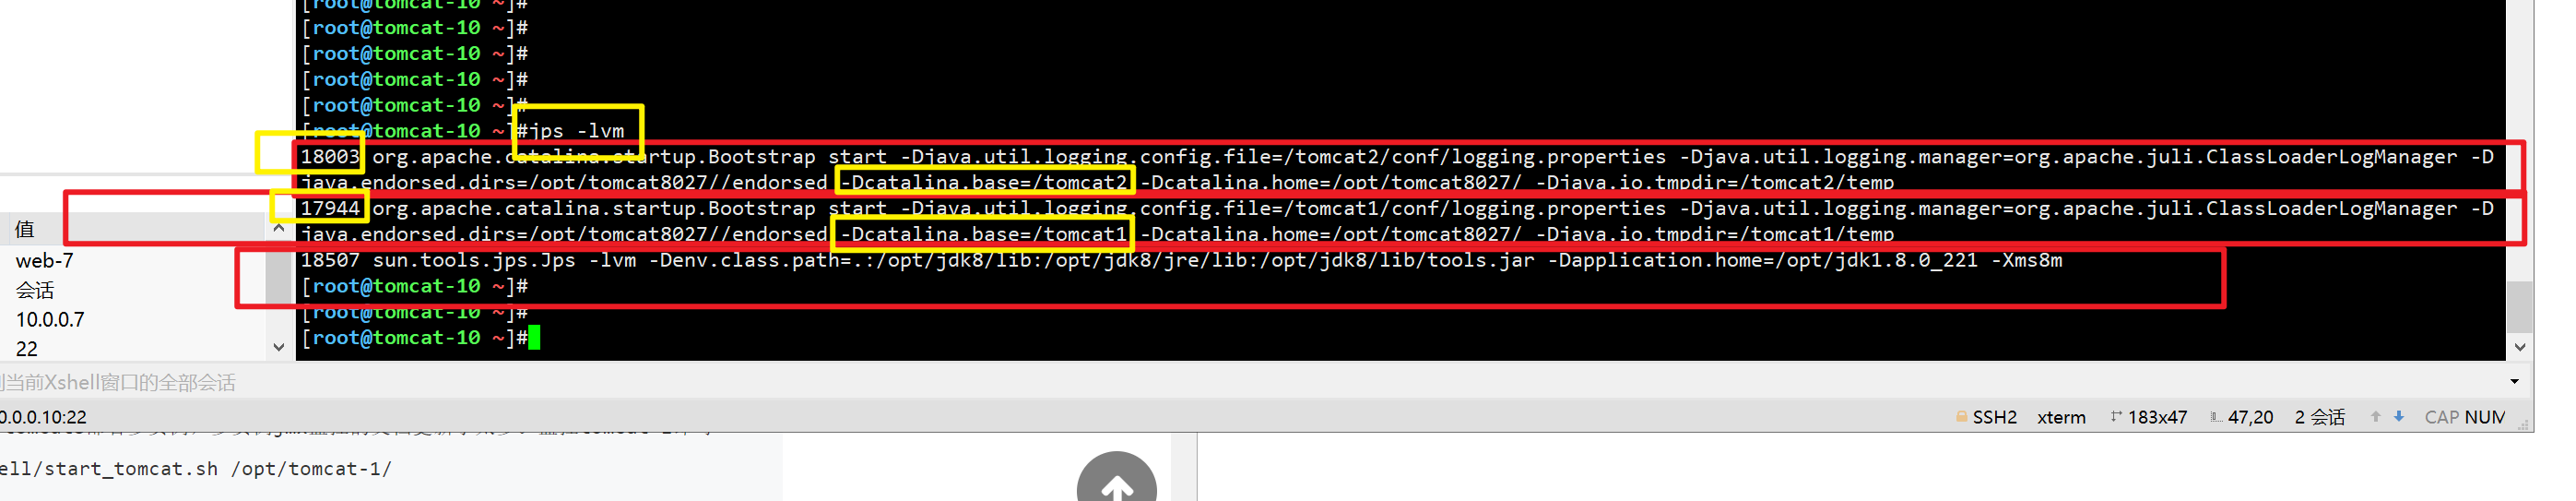 [root@tomcat-10 ~]#
[root@tomcat-10 ~]#
[root@tomcat-10 ~]#
[root@tomcat-10 ~]#
[root@tomcat-10 ~]#
[root@tomcat-10 ~]#jps -lvm
18003 org.apache.catalina.startup.Bootstrap start -Djava.util.logging.config.file=/tomcat2/conf/logging.properties -Djava.util.logging.manager=org.apache.juli.ClassLoaderLogManager -D
java.endorsed.dirs=/opt/tomcat8027//endorsed -Dcatalina.base=/tomcat2 -Dcatalina.home=/opt/tomcat8027/ -Djava.io.tmpdir=/tomcat2/temp
17944 org.apache.catalina.startup.Bootstrap start -Djava.util.logging.config.file=/tomcat1/conf/logging.properties -Djava.util.logging.manager=org.apache.juli.ClassLoaderLogManager -D
java.endorsed.dirs=/opt/tomcat8027//endorsed -Dcatalina.base=/tomcat1 -Dcatalina.home=/opt/tomcat8027/ -Djava.io.tmpdir=/tomcat1/temp
18507 sun.tools.jps.Jps -lvm -Denv.class.path=.:/opt/jdk8/lib:/opt/jdk8/jre/lib:/opt/jdk8/lib/tools.jar -Dapplication.home=/opt/jdk1.8.0_221 -Xms8m
[root@tomcat-10 ~]#
[root@tomcat-10 ~]#
[root@tomcat-10 ~]#
值
web-7
会话
10.0.0.7
22
当前Xshell窗口的全部会话
0.0.0.10:22
SSH2 xterm 183x47 47,20 2 会话 CAP NUM
ell/start_tomcat.sh /opt/tomcat-1/